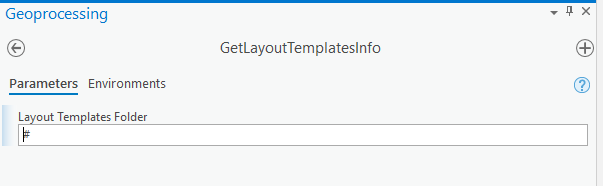 Geoprocessing
GetLayoutTemplatesInfo
Parameters Environments
Layout Templates Folder
#